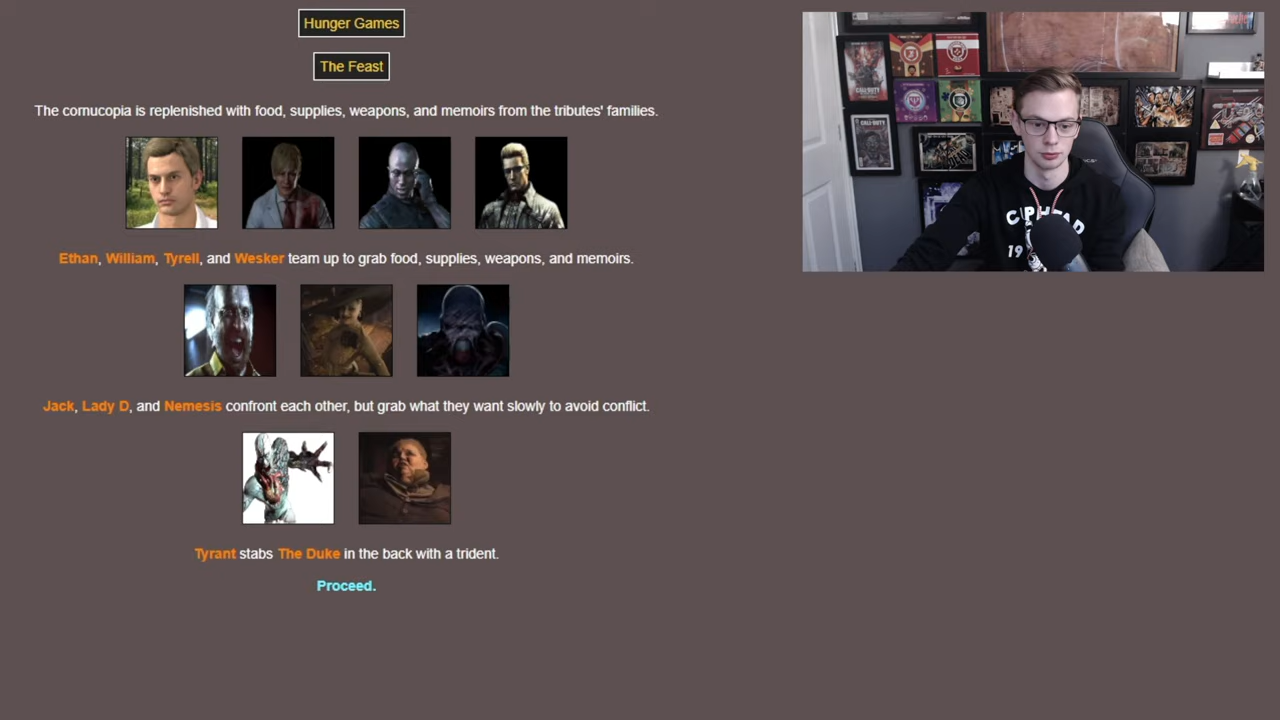 Hunger Games
The Feast
The cornucopia is replenished with food, supplies, weapons, and memoirs from the tributes' families.
Ethan, William, Tyrell, and Wesker team up to grab food, supplies, weapons, and memoirs.
Jack, Lady D, and Nemesis confront each other, but grab what they want slowly to avoid conflict.
Tyrant stabs The Duke in the back with a trident.
Proceed.
CUPHEAD
19